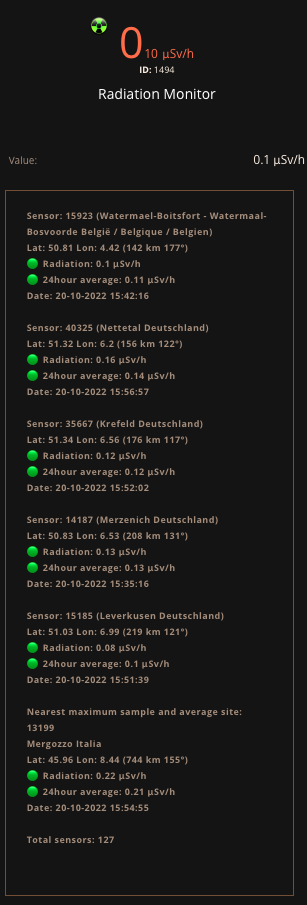 0 10 µSv/h
ID: 1494
Radiation Monitor
Value: 0.1 µSv/h
Sensor: 15923 (Watermael-Boitsfort - Watermaal-
Bosvoorde België / Belgique / Belgien)
Lat: 50.81 Lon: 4.42 (142 km 177°)
Radiation: 0.1 µSv/h
24hour average: 0.11 µSv/h
Date: 20-10-2022 15:42:16
Sensor: 40325 (Nettetal Deutschland)
Lat: 51.32 Lon: 6.2 (156 km 122°)
Radiation: 0.16 µSv/h
24hour average: 0.14 µSv/h
Date: 20-10-2022 15:56:57
Sensor: 35667 (Krefeld Deutschland)
Lat: 51.34 Lon: 6.56 (176 km 117°)
Radiation: 0.12 µSv/h
24hour average: 0.12 µSv/h
Date: 20-10-2022 15:52:02
Sensor: 14187 (Merzenich Deutschland)
Lat: 50.83 Lon: 6.53 (208 km 131°)
Radiation: 0.13 µSv/h
24hour average: 0.13 µSv/h
Date: 20-10-2022 15:35:16
Sensor: 15185 (Leverkusen Deutschland)
Lat: 51.03 Lon: 6.99 (219 km 121°)
Radiation: 0.08 µSv/h
24hour average: 0.1 µSv/h
Date: 20-10-2022 15:51:39
Nearest maximum sample and average site:
13199
Mergozzo Italia
Lat: 45.96 Lon: 8.44 (744 km 155°)
Radiation: 0.22 µSv/h
24hour average: 0.21 µSv/h
Date: 20-10-2022 15:54:55
Total sensors: 127